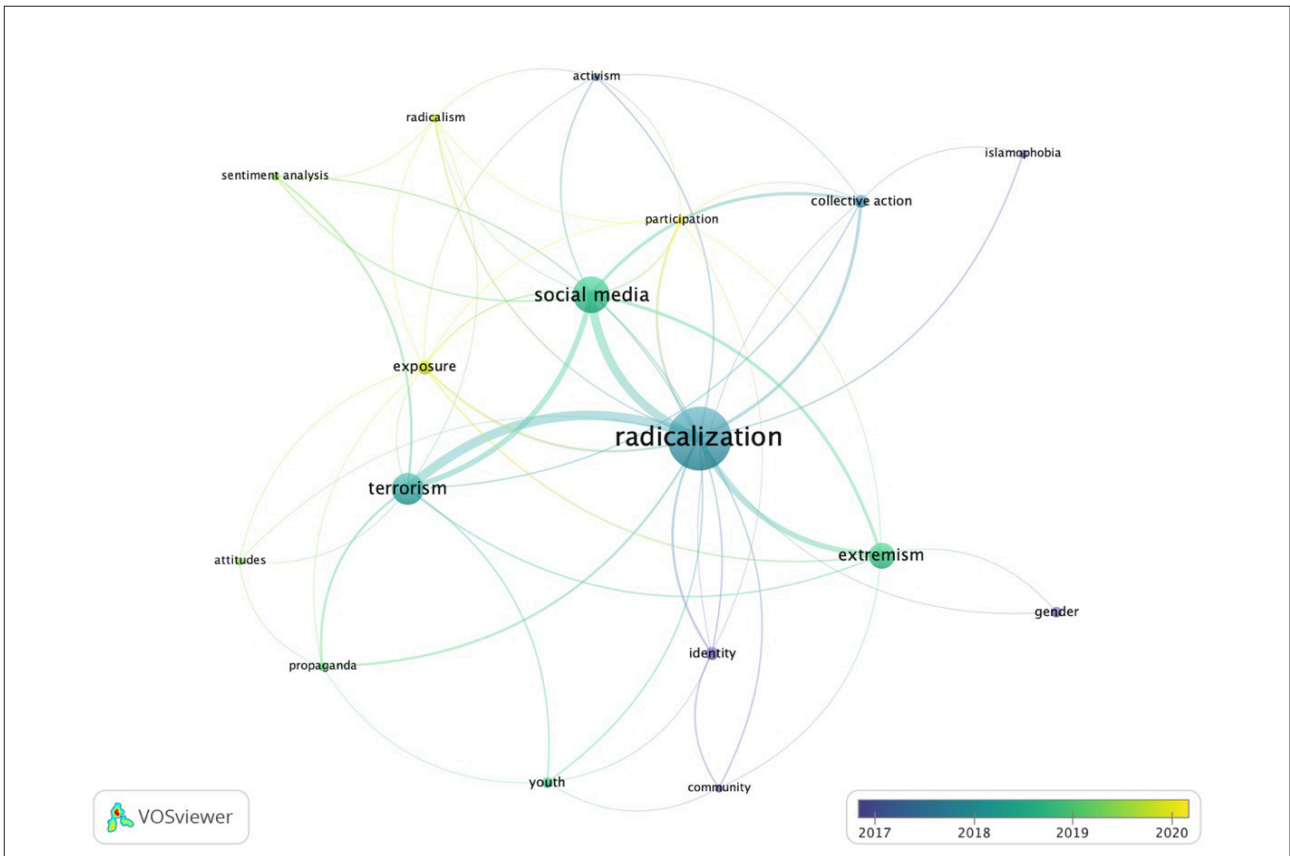 activism
radicalism
islamophobia
sentiment analysis
collective action
participation
social media
exposure
radicalization
terrorism
extremism
attitudes
gender
identity
propaganda
youth
community
VOSviewer
2017 2018 2019 2020